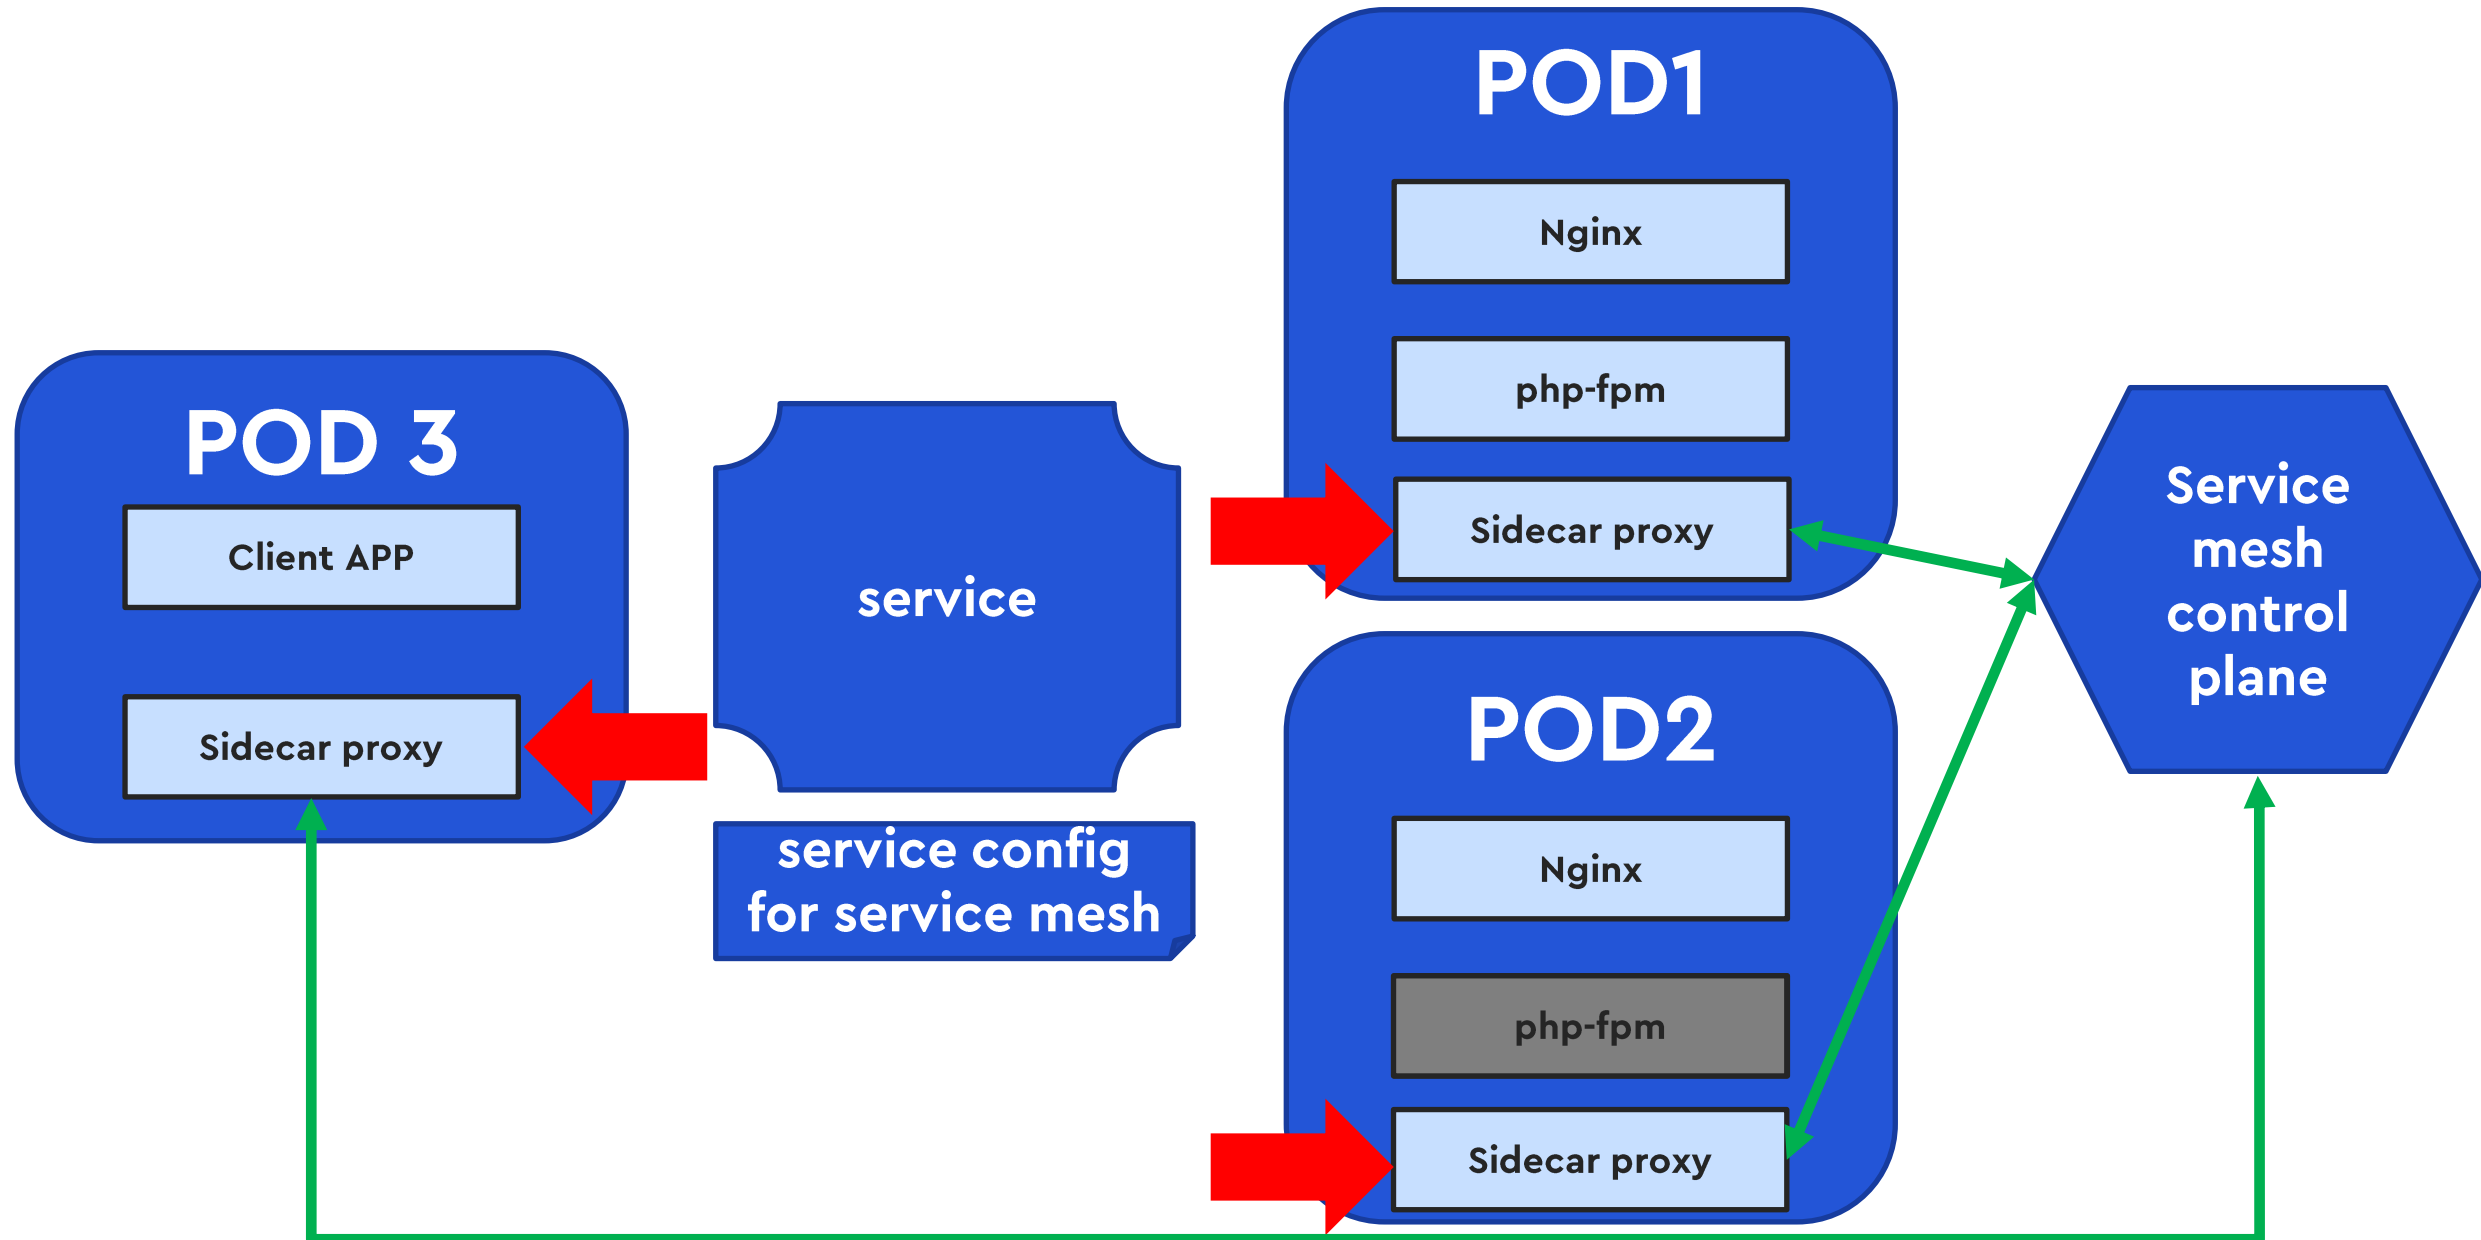 POD1
Nginx
php-fpm
Sidecar proxy
POD 3
Client APP
Sidecar proxy
service
service config
for service mesh
POD2
Nginx
php-fpm
Sidecar proxy
Service
mesh
control
plane